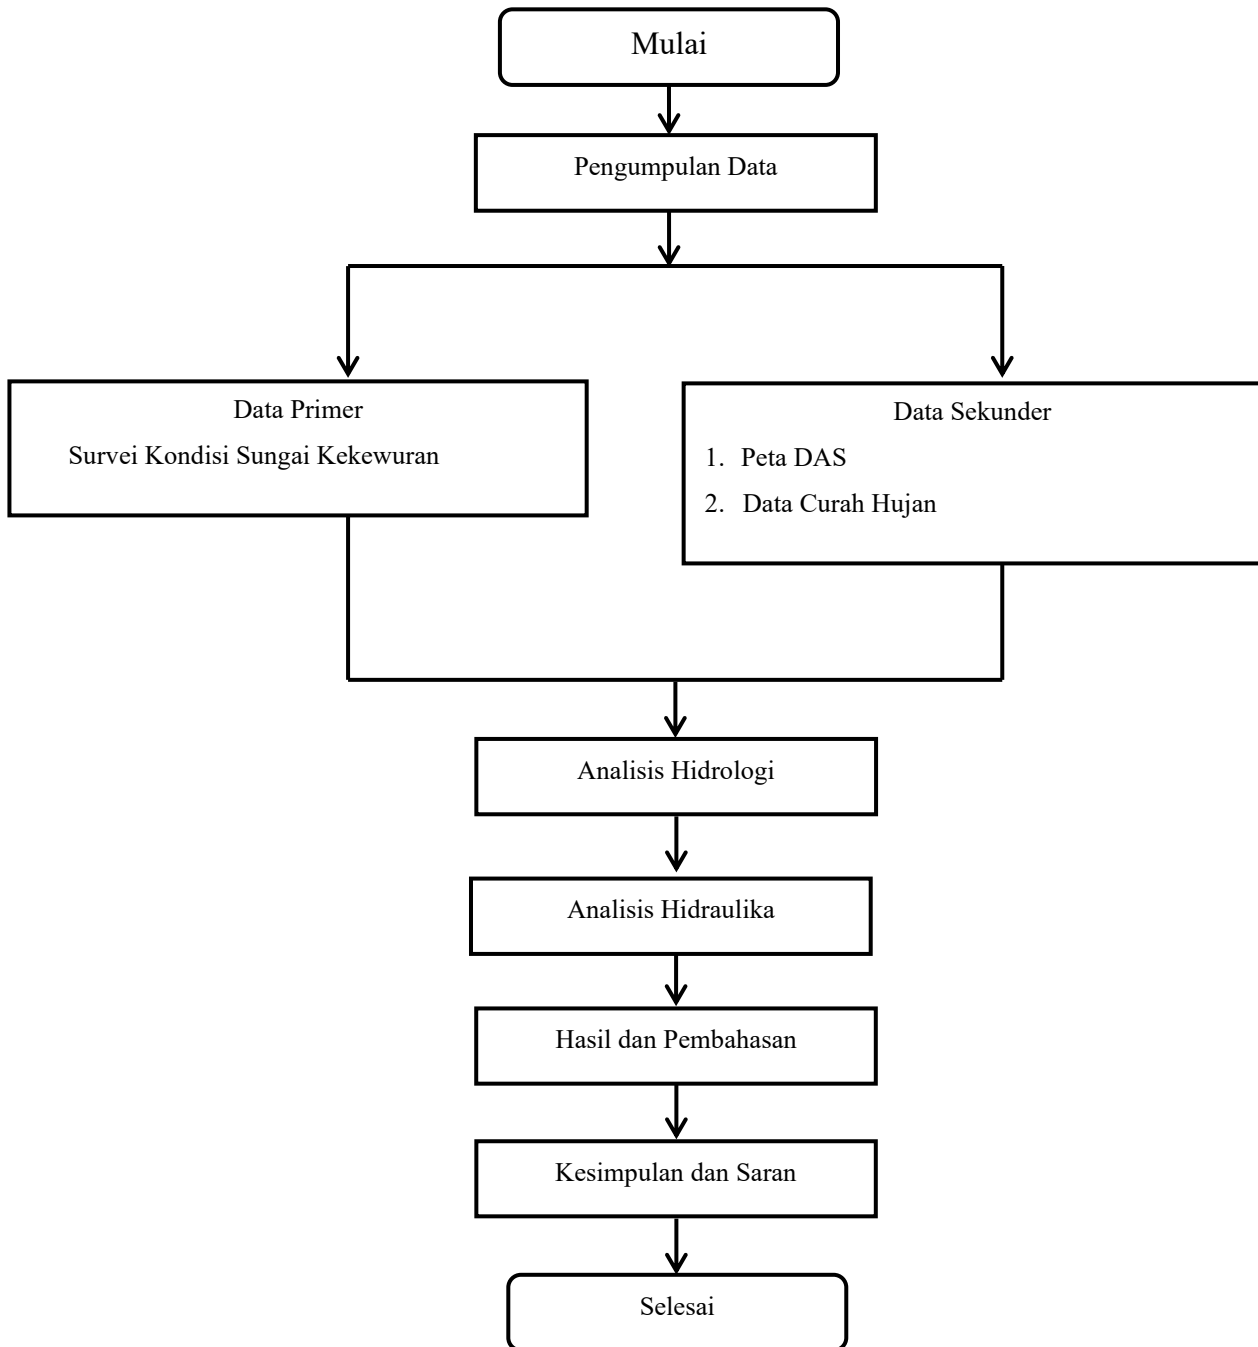 Mulai
Pengumpulan Data
Data Primer
Survei Kondisi Sungai Kekewuran
Data Sekunder
1. Peta DAS
2. Data Curah Hujan
Analisis Hidrologi
Analisis Hidraulika
Hasil dan Pembahasan
Kesimpulan dan Saran
Selesai